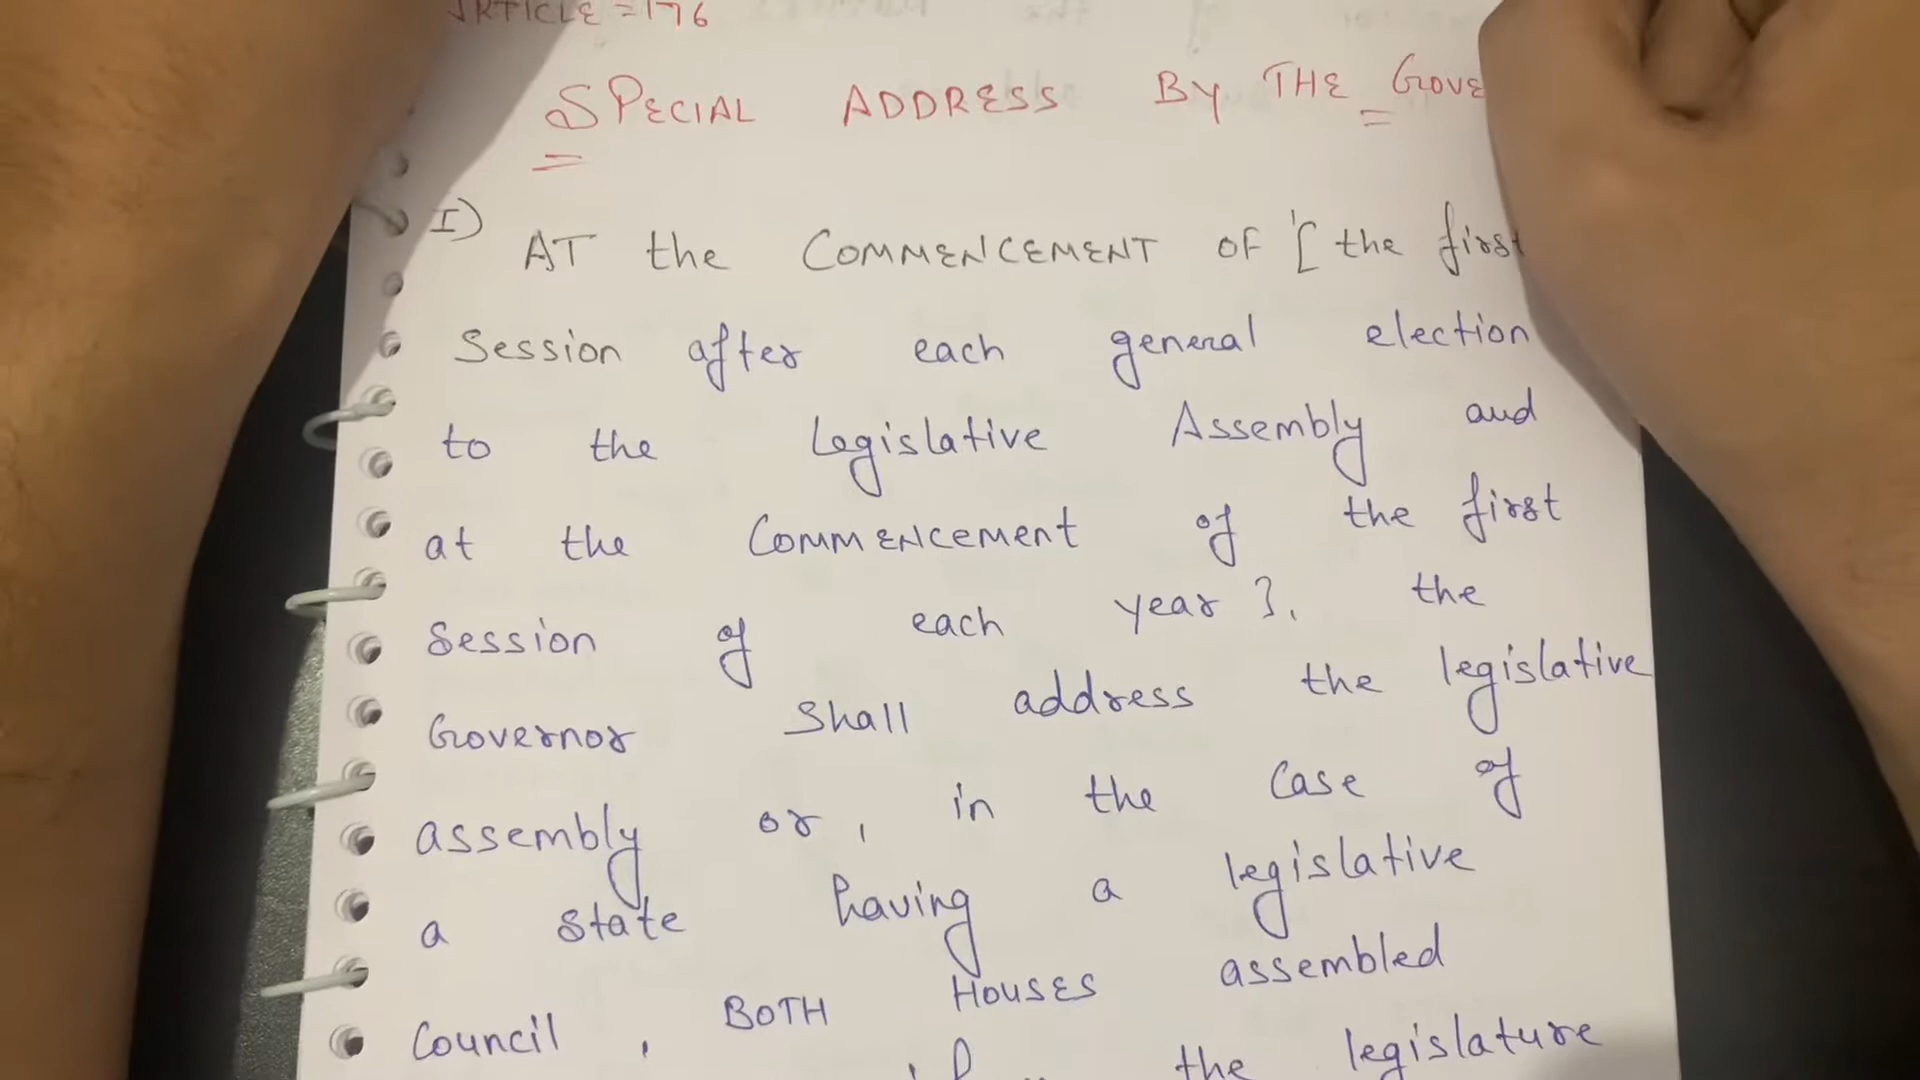 ARTICLE = 176
SPECIAL ADDRESS BY THE GOVE
I) AT the COMMENCEMENT OF [ the first
Session after each general election
to the Legislative Assembly and
at the Commencement of the first
Session of each year ], the
Governor Shall address the legislative
assembly or, in the Case of
a State having a legislative
Council, BOTH HOUSES assembled
the legislature